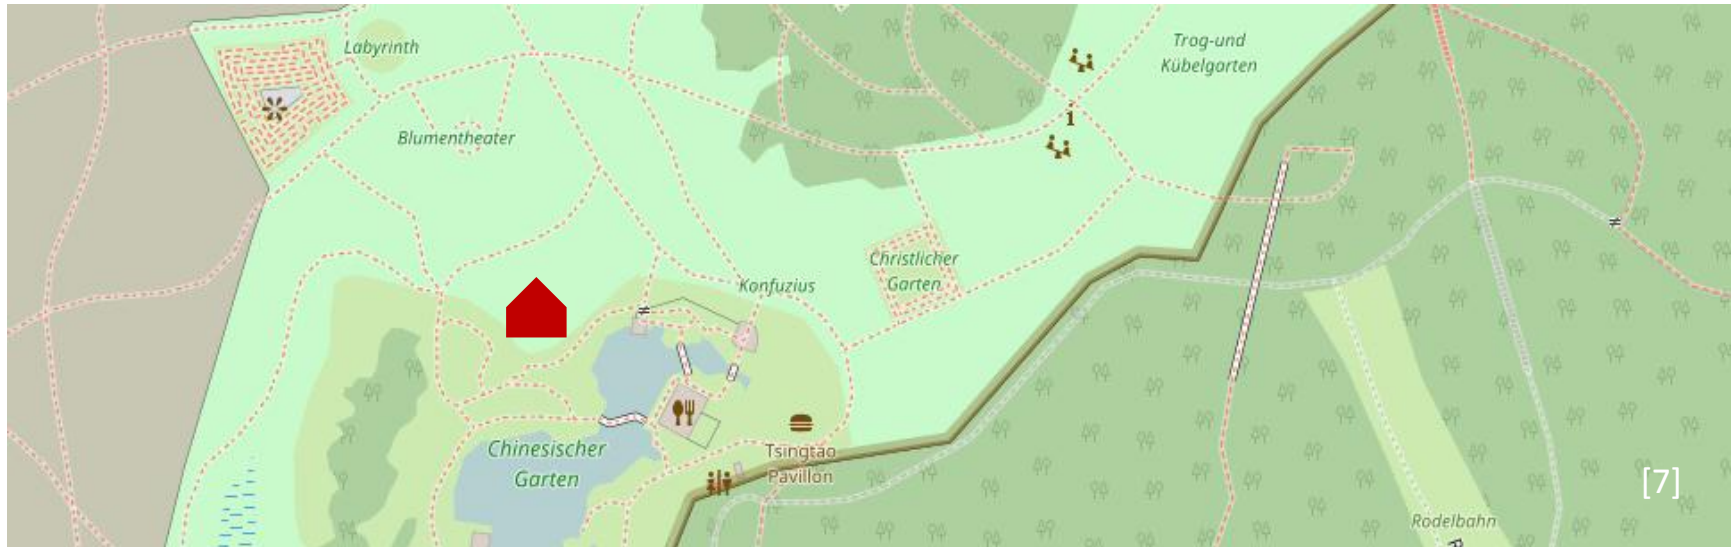 Labyrinth
Trog-und
Kübelgarten
Blumentheater
Christlicher
Garten
Konfuzius
Chinesischer
Garten
Tsingtao
Pavillon
[7]
Rodelbahn